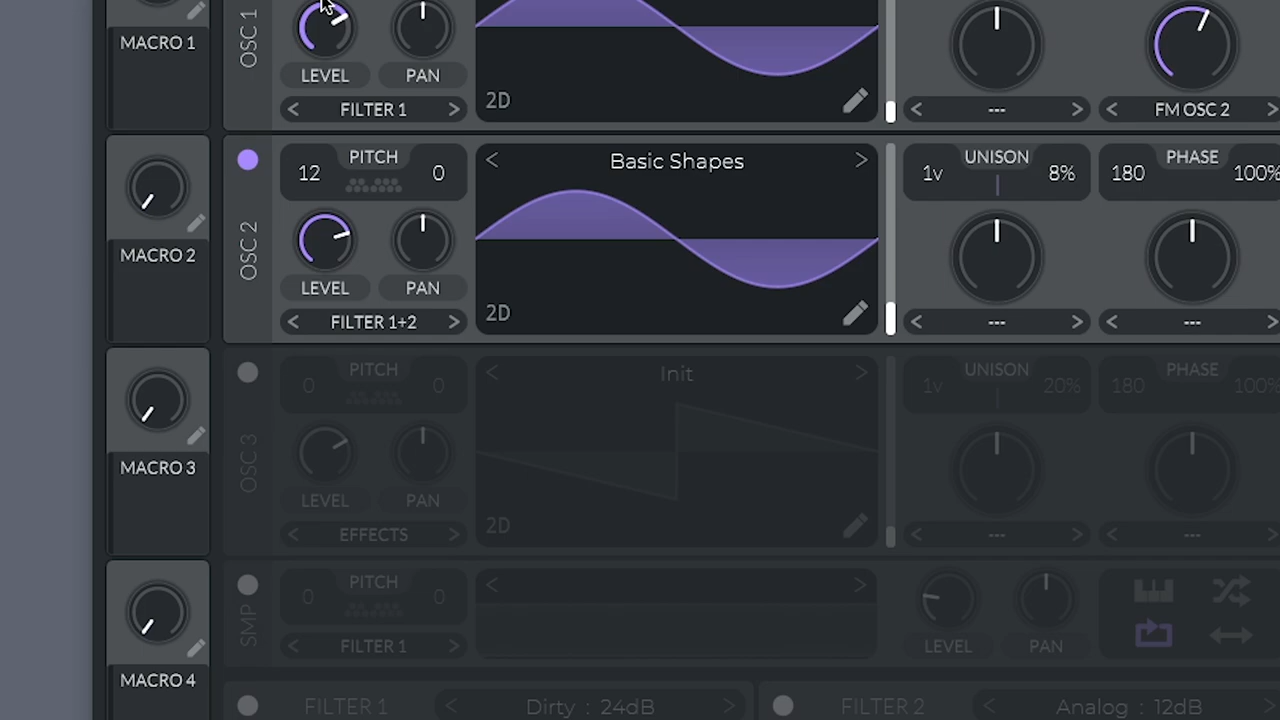 MACRO 1
OSC 1
LEVEL
PAN
< FILTER 1 >
2D
< --- >
< FM OSC 2 >
MACRO 2
OSC 2
PITCH
12
0
LEVEL
PAN
< FILTER 1+2 >
< Basic Shapes >
2D
UNISON
1v
8%
< --- >
PHASE
180
100%
< --- >
MACRO 3
OSC 3
PITCH
0
0
LEVEL
PAN
< EFFECTS >
< Init >
2D
UNISON
1v
20%
< --- >
PHASE
180
100%
< --- >
MACRO 4
SMP
PITCH
0
0
< FILTER 1 >
< >
LEVEL
PAN
FILTER 1
< Dirty : 24dB >
FILTER 2
< Analog : 12dB >